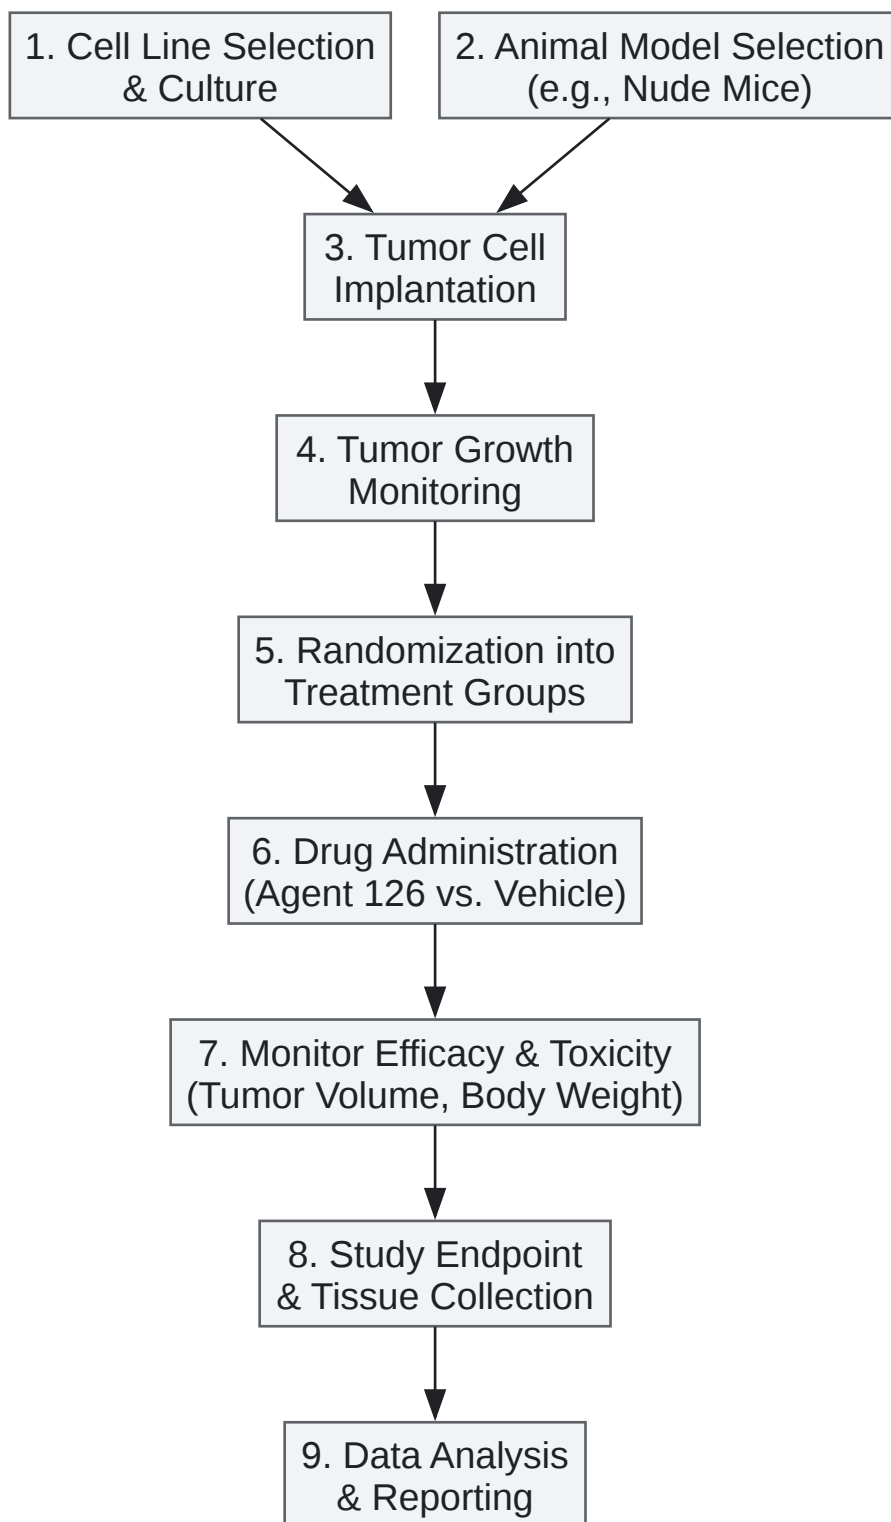 1. Cell Line Selection
& Culture
2. Animal Model Selection
(e.g., Nude Mice)
3. Tumor Cell
Implantation
4. Tumor Growth
Monitoring
5. Randomization into
Treatment Groups
6. Drug Administration
(Agent 126 vs. Vehicle)
7. Monitor Efficacy & Toxicity
(Tumor Volume, Body Weight)
8. Study Endpoint
& Tissue Collection
9. Data Analysis
& Reporting